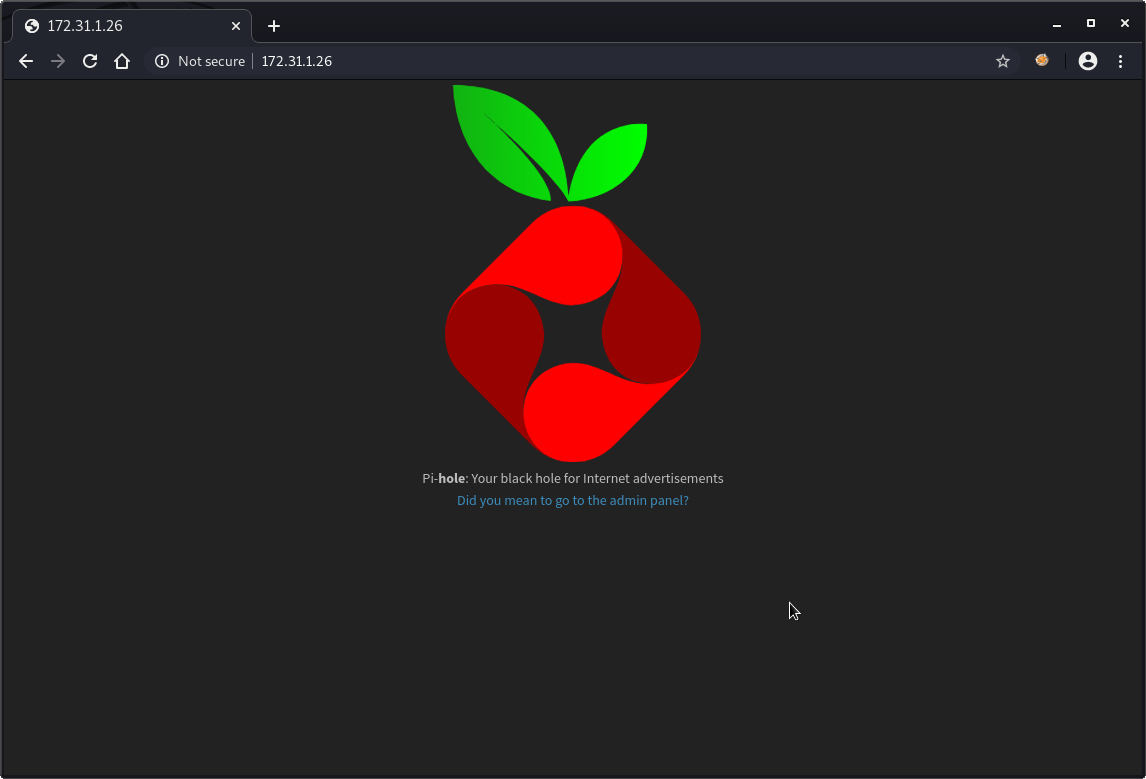 172.31.1.26
Not secure 172.31.1.26
Pi-hole: Your black hole for Internet advertisements
Did you mean to go to the admin panel?